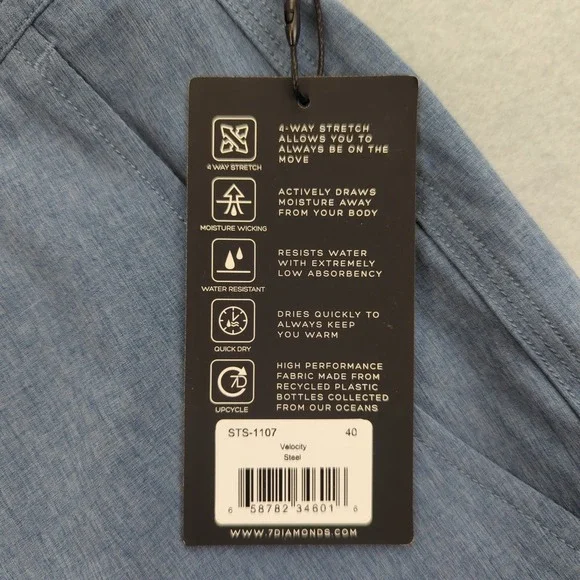 4 WAY STRETCH
4-WAY STRETCH
ALLOWS YOU TO
ALWAYS BE ON THE
MOVE
MOISTURE WICKING
ACTIVELY DRAWS
MOISTURE AWAY
FROM YOUR BODY
WATER RESISTANT
RESISTS WATER
WITH EXTREMELY
LOW ABSORBENCY
QUICK DRY
DRIES QUICKLY TO
ALWAYS KEEP
YOU WARM
7D
UPCYCLE
HIGH PERFORMANCE
FABRIC MADE FROM
RECYCLED PLASTIC
BOTTLES COLLECTED
FROM OUR OCEANS
STS-1107 40
Velocity
Steel
6 58782 34601 6
WWW.7DIAMONDS.COM